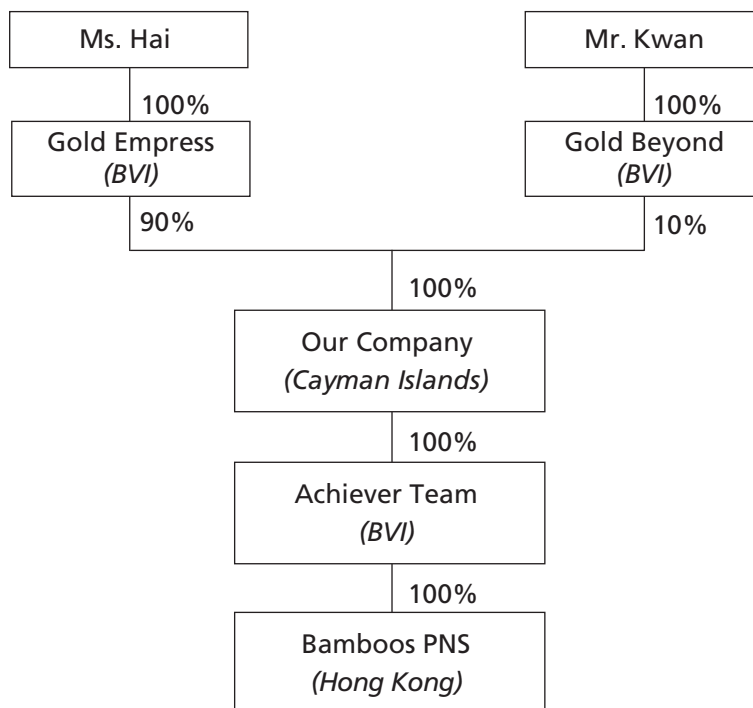 Ms. Hai
Mr. Kwan
100%
100%
Gold Empress
(BVI)
Gold Beyond
(BVI)
90%
10%
100%
Our Company
(Cayman Islands)
100%
Achiever Team
(BVI)
100%
Bamboos PNS
(Hong Kong)